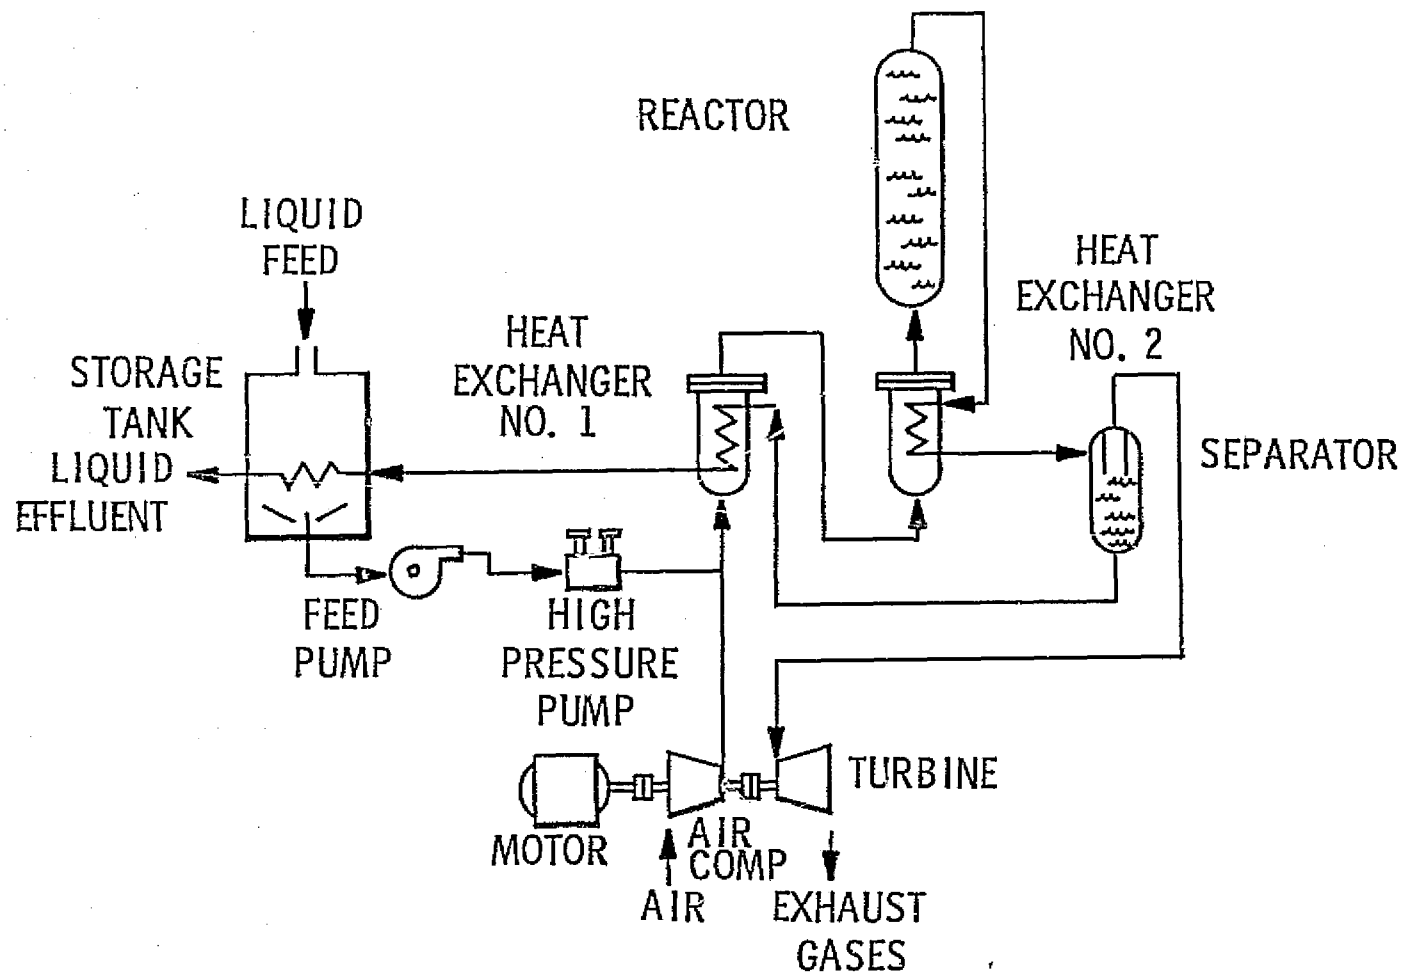 REACTOR
LIQUID
FEED
HEAT
EXCHANGER
NO. 2
STORAGE
TANK
HEAT
EXCHANGER
NO. 1
SEPARATOR
LIQUID
EFFLUENT
FEED
PUMP
HIGH
PRESSURE
PUMP
TURBINE
MOTOR
AIR
COMP
AIR
EXHAUST
GASES